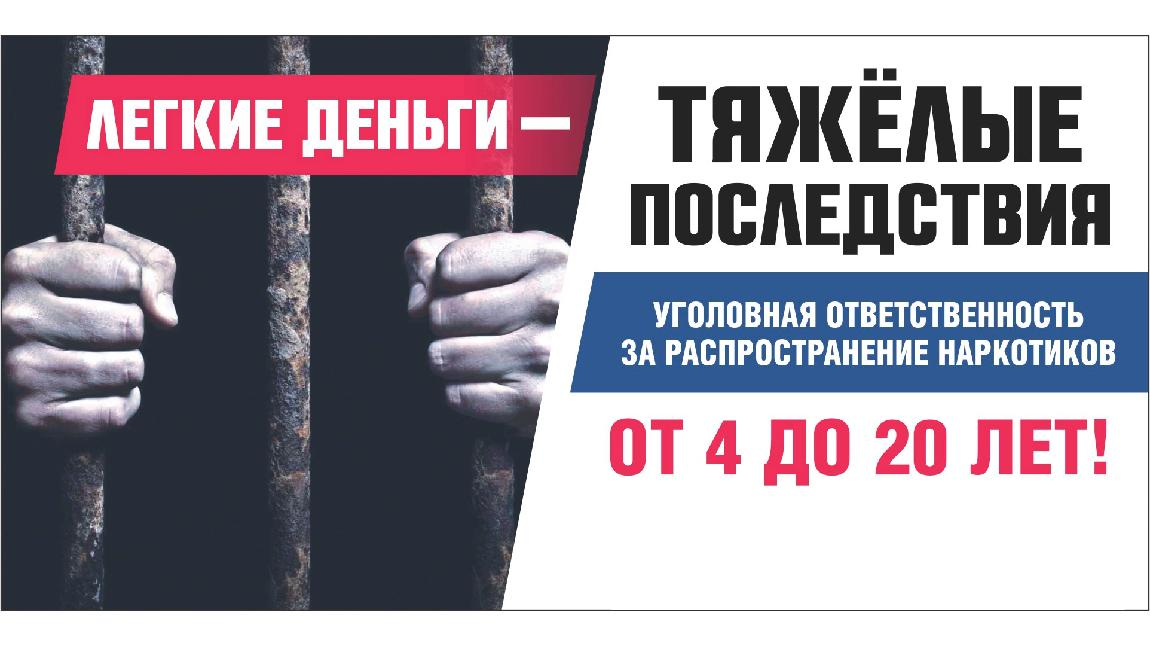 ЛЕГКИЕ ДЕНЬГИ –
ТЯЖЁЛЫЕ
ПОСЛЕДСТВИЯ
УГОЛОВНАЯ ОТВЕТСТВЕННОСТЬ
ЗА РАСПРОСТРАНЕНИЕ НАРКОТИКОВ
ОТ 4 ДО 20 ЛЕТ!